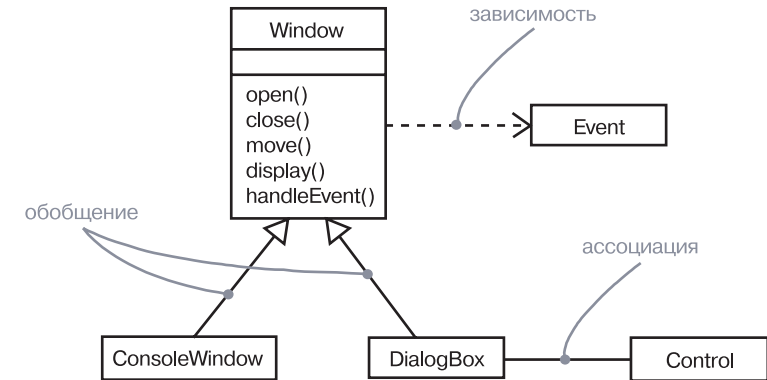 зависимость
Window
open()
close()
move()
display()
handleEvent()
Event
обобщение
ассоциация
ConsoleWindow
DialogBox
Control